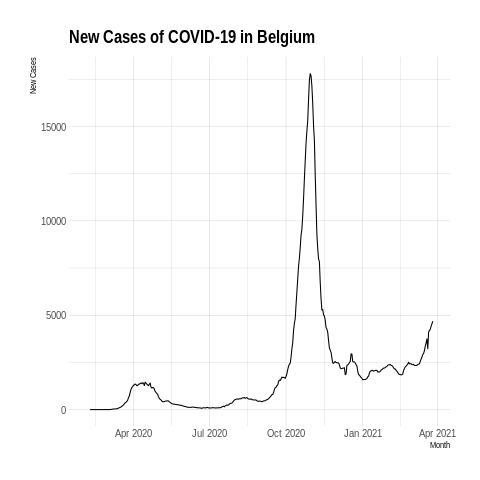 New Cases of COVID-19 in Belgium
New Cases
15000
10000
5000
0
Apr 2020 Jul 2020 Oct 2020 Jan 2021 Apr 2021
Month